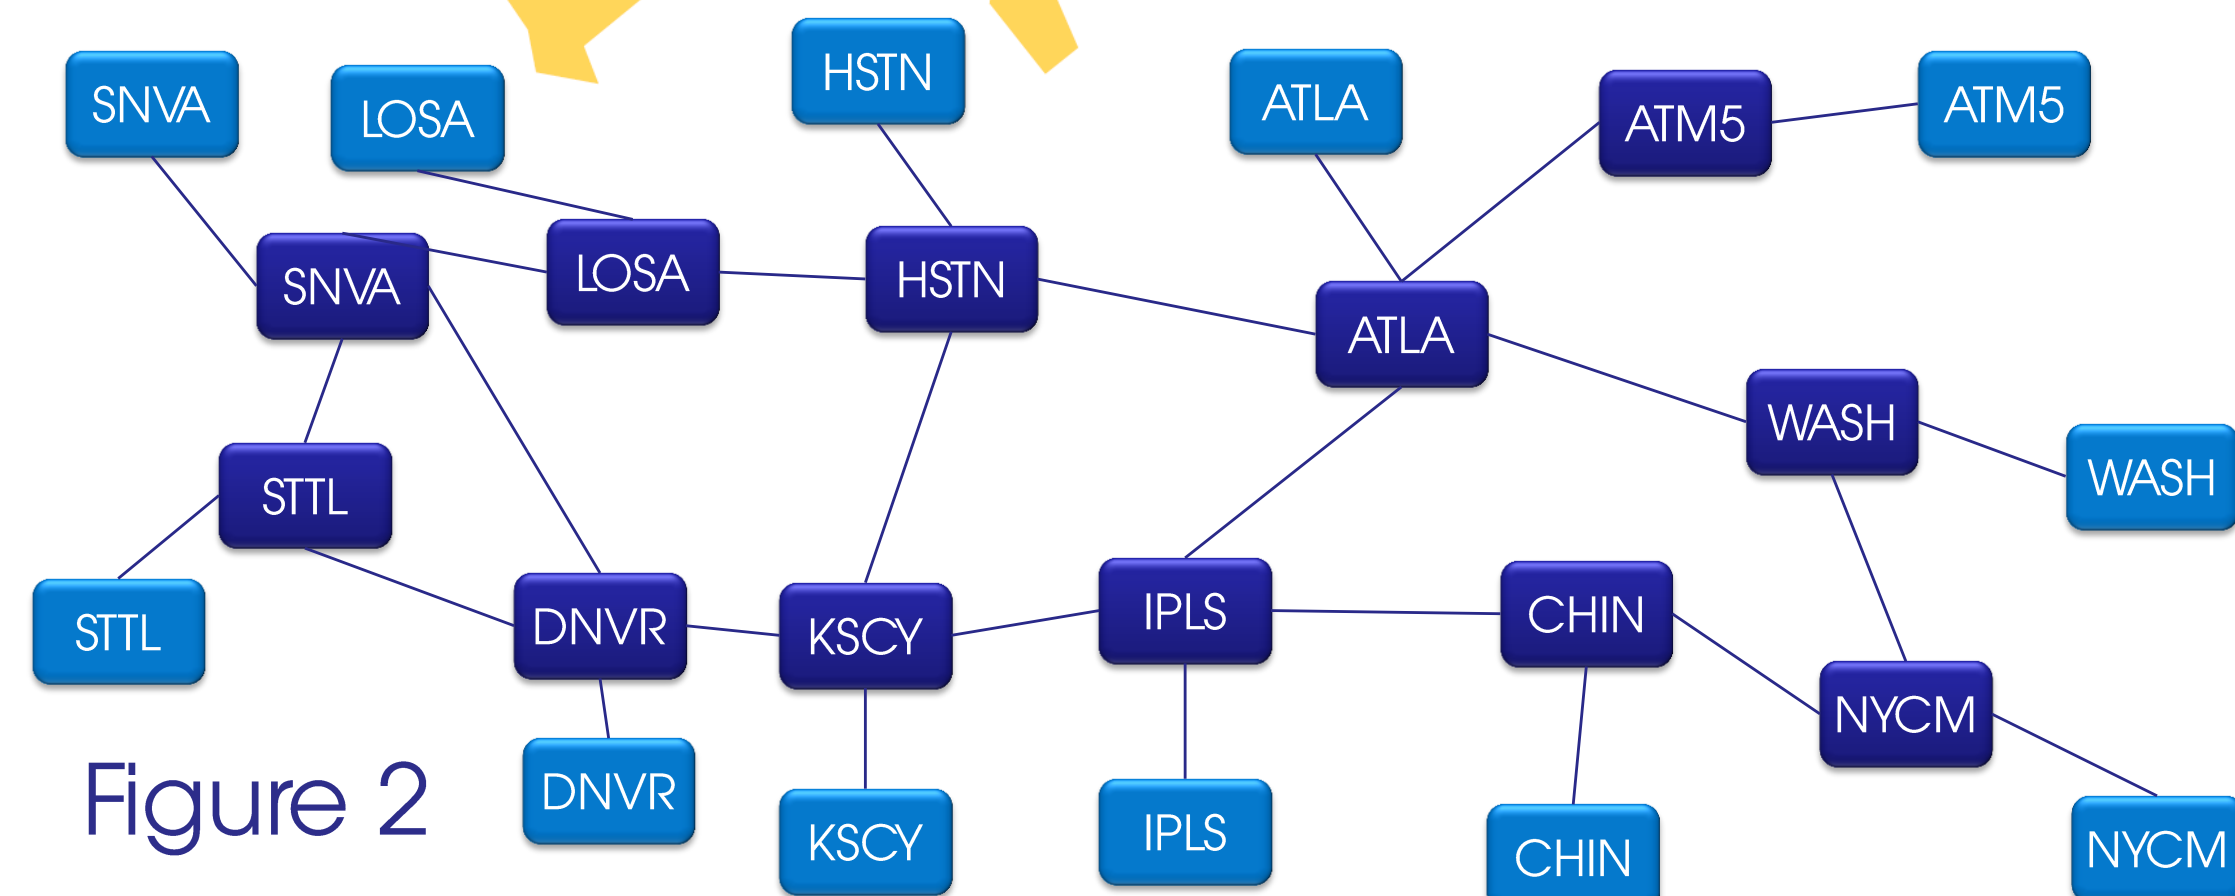 HSTN
SNVA
LOSA
ATLA
ATM5
ATM5
SNVA
LOSA
HSTN
ATLA
WASH
WASH
STTL
STTL
DNVR
KSCY
IPLS
CHIN
NYCM
DNVR
KSCY
IPLS
CHIN
NYCM
Figure 2